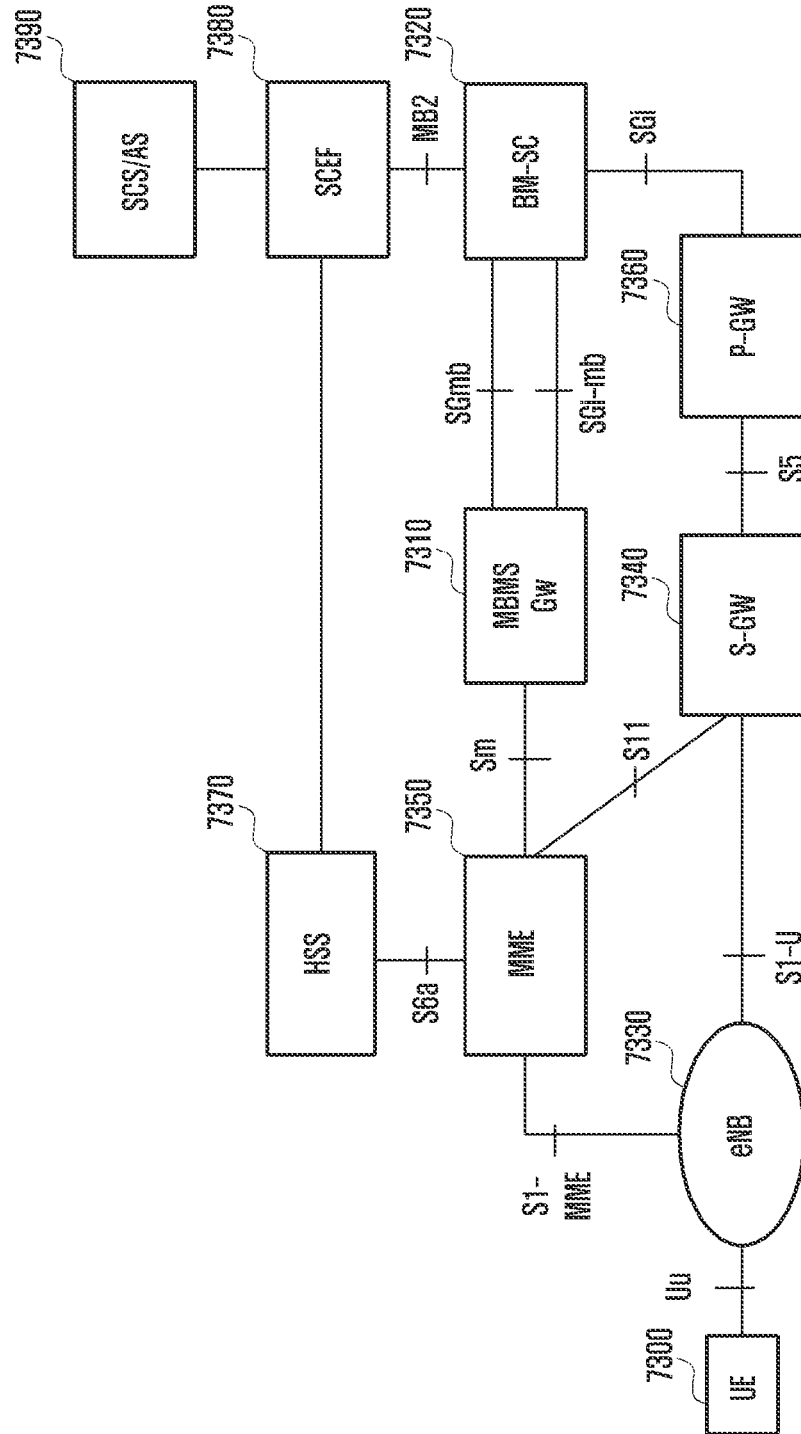 7390
SCS/AS
7370
HSS
7380
SCEF
S6a
MB2
7350
MME
7310
MBMS
GW
7320
BM-SC
Sm
SGmb
SGi-mb
S1-
MME
S11
SGi
7300
UE
Uu
7330
eNB
S1-U
7340
S-GW
S5
7360
P-GW